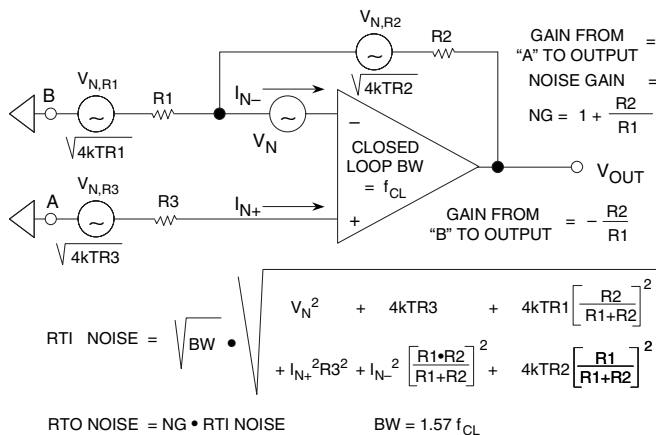 V_N,R2
R2
GAIN FROM
“A” TO OUTPUT =
NOISE GAIN =
NG = 1 + R2/R1
√4kTR2
B
V_N,R1
R1
I_N–
√4kTR1
V_N
–
CLOSED
LOOP BW
= f_CL
V_OUT
A
V_N,R3
R3
I_N+
+
√4kTR3
GAIN FROM
“B” TO OUTPUT = – R2/R1
RTI NOISE = √BW • √ V_N² + 4kTR3 + 4kTR1 [R2/R1+R2]²
+ I_N+² R3² + I_N–² [R1•R2/R1+R2]² + 4kTR2 [R1/R1+R2]²
RTO NOISE = NG • RTI NOISE BW = 1.57 f_CL